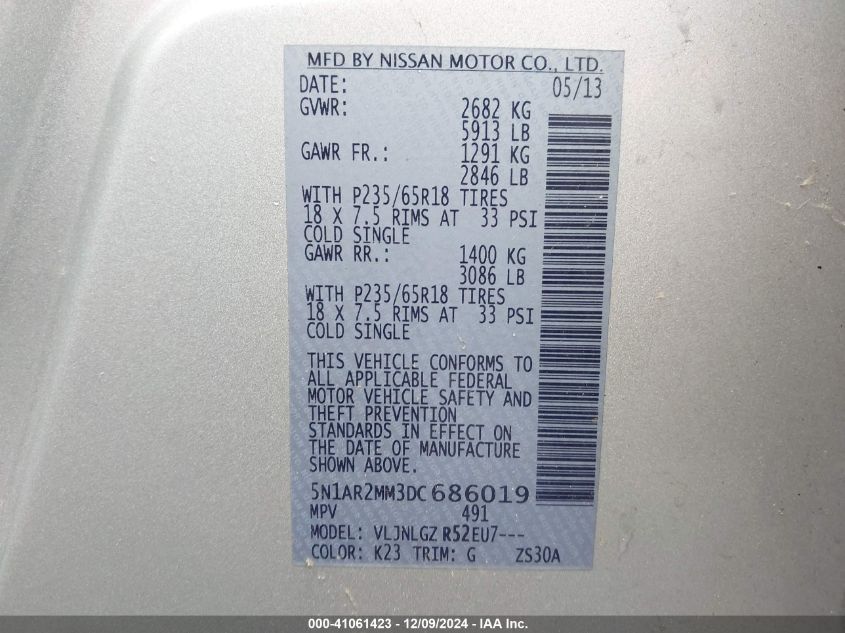 MFD BY NISSAN MOTOR CO., LTD.
DATE: 05/13
GVWR: 2682 KG
5913 LB
GAWR FR.: 1291 KG
2846 LB
WITH P235/65R18 TIRES
18 X 7.5 RIMS AT 33 PSI
COLD SINGLE
GAWR RR.: 1400 KG
3086 LB
WITH P235/65R18 TIRES
18 X 7.5 RIMS AT 33 PSI
COLD SINGLE
THIS VEHICLE CONFORMS TO
ALL APPLICABLE FEDERAL
MOTOR VEHICLE SAFETY AND
THEFT PREVENTION
STANDARDS IN EFFECT ON
THE DATE OF MANUFACTURE
SHOWN ABOVE.
5N1AR2MM3DC686019
MPV 491
MODEL: VLJNLGZ R52EU7---
COLOR: K23 TRIM: G ZS30A
000-41061423 - 12/09/2024 - IAA Inc.